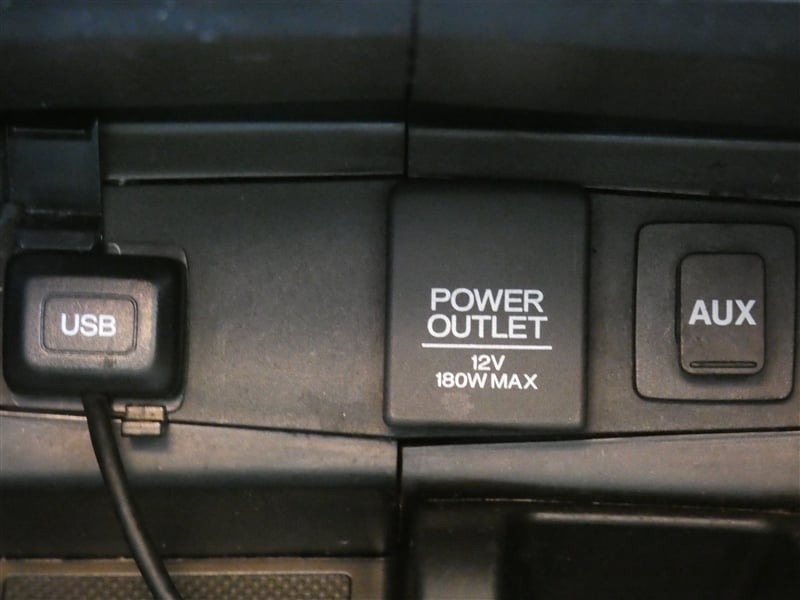 USB
POWER
OUTLET
12V
180W MAX
AUX